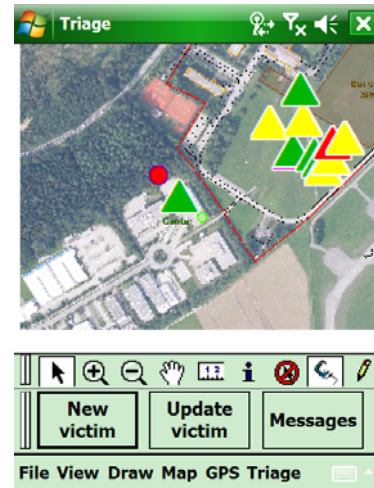 Triage
New victim
Update victim
Messages
File View Draw Map GPS Triage